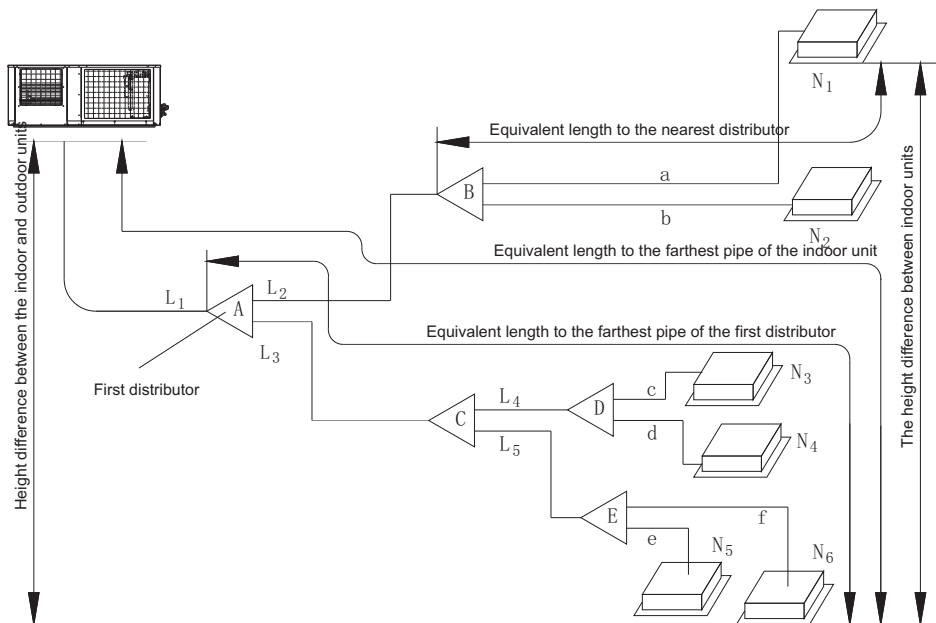 N1
Equivalent length to the nearest distributor
a
B
b
N2
Height difference between the indoor and outdoor units
The height difference between indoor units
Equivalent length to the farthest pipe of the indoor unit
L1
A
L2
L3
Equivalent length to the farthest pipe of the first distributor
First distributor
N3
L4
c
C
D
L5
d
N4
E
f
e
N5
N6